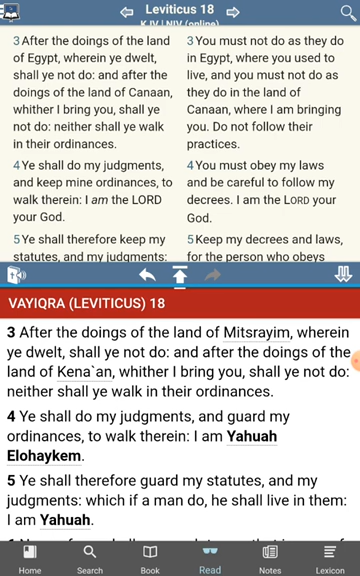 Leviticus 18
KJV | NIV (online)
3 After the doings of the land
of Egypt, wherein ye dwelt,
shall ye not do: and after the
doings of the land of Canaan,
whither I bring you, shall ye
not do: neither shall ye walk
in their ordinances.
4 Ye shall do my judgments,
and keep mine ordinances, to
walk therein: I am the LORD
your God.
5 Ye shall therefore keep my
statutes, and my judgments:
3 You must not do as they do
in Egypt, where you used to
live, and you must not do as
they do in the land of
Canaan, where I am bringing
you. Do not follow their
practices.
4 You must obey my laws
and be careful to follow my
decrees. I am the LORD your
God.
5 Keep my decrees and laws,
for the person who obeys
VAYIQRA (LEVITICUS) 18
3 After the doings of the land of Mitsrayim, wherein
ye dwelt, shall ye not do: and after the doings of the
land of Kena`an, whither I bring you, shall ye not do:
neither shall ye walk in their ordinances.
4 Ye shall do my judgments, and guard my
ordinances, to walk therein: I am Yahuah
Elohaykem.
5 Ye shall therefore guard my statutes, and my
judgments: which if a man do, he shall live in them:
I am Yahuah.
Home
Search
Book
Read
Notes
Lexicon